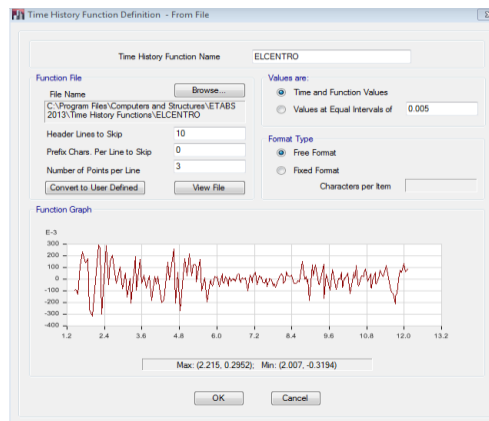 Time History Function Definition - From File
Time History Function Name ELCENTRO
Function File
File Name Browse...
C:\Program Files\Computers and Structures\ETABS
2013\Time History Functions\ELCENTRO
Header Lines to Skip 10
Prefix Chars. Per Line to Skip 0
Number of Points per Line 3
Convert to User Defined View File
Values are:
Time and Function Values
Values at Equal Intervals of 0.005
Format Type
Free Format
Fixed Format
Characters per Item
Function Graph
E-3
300
200
100
0
-100
-200
-300
-400
1.2 2.4 3.6 4.8 6.0 7.2 8.4 9.6 10.8 12.0 13.2
Max: (2.215, 0.2952); Min: (2.007, -0.3194)
OK Cancel